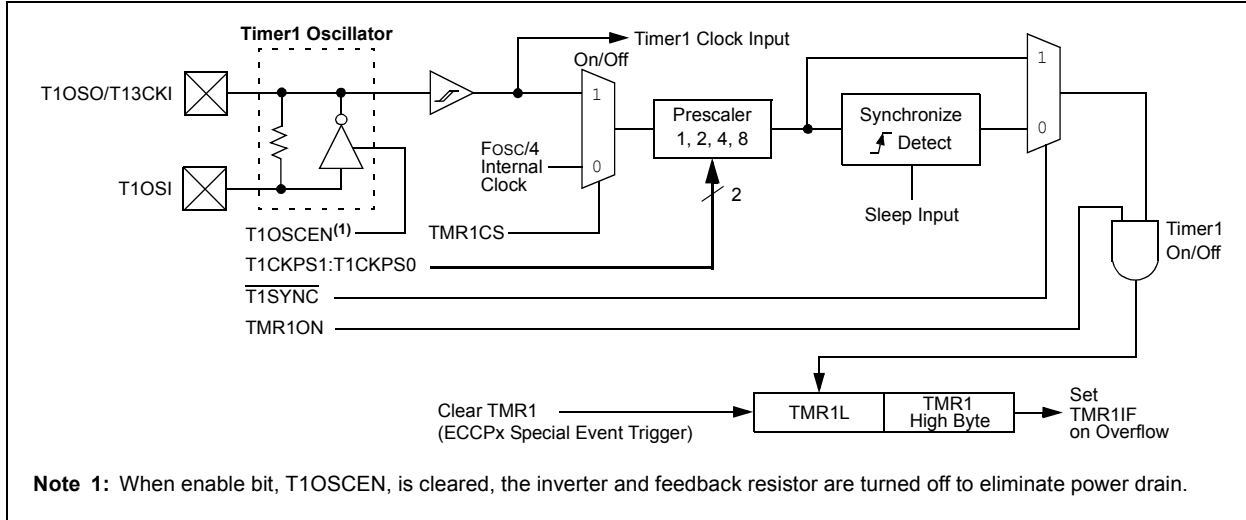 Timer1 Oscillator
Timer1 Clock Input
On/Off
T1OSO/T13CKI
1
Prescaler
1, 2, 4, 8
Synchronize
Detect
1
0
FOSC/4
Internal
Clock
0
T1OSI
2
Sleep Input
T1OSCEN(1)
TMR1CS
Timer1
On/Off
T1CKPS1:T1CKPS0
T1SYNC
TMR1ON
Clear TMR1
(ECCPx Special Event Trigger)
TMR1L
TMR1
High Byte
Set
TMR1IF
on Overflow
Note 1: When enable bit, T1OSCEN, is cleared, the inverter and feedback resistor are turned off to eliminate power drain.